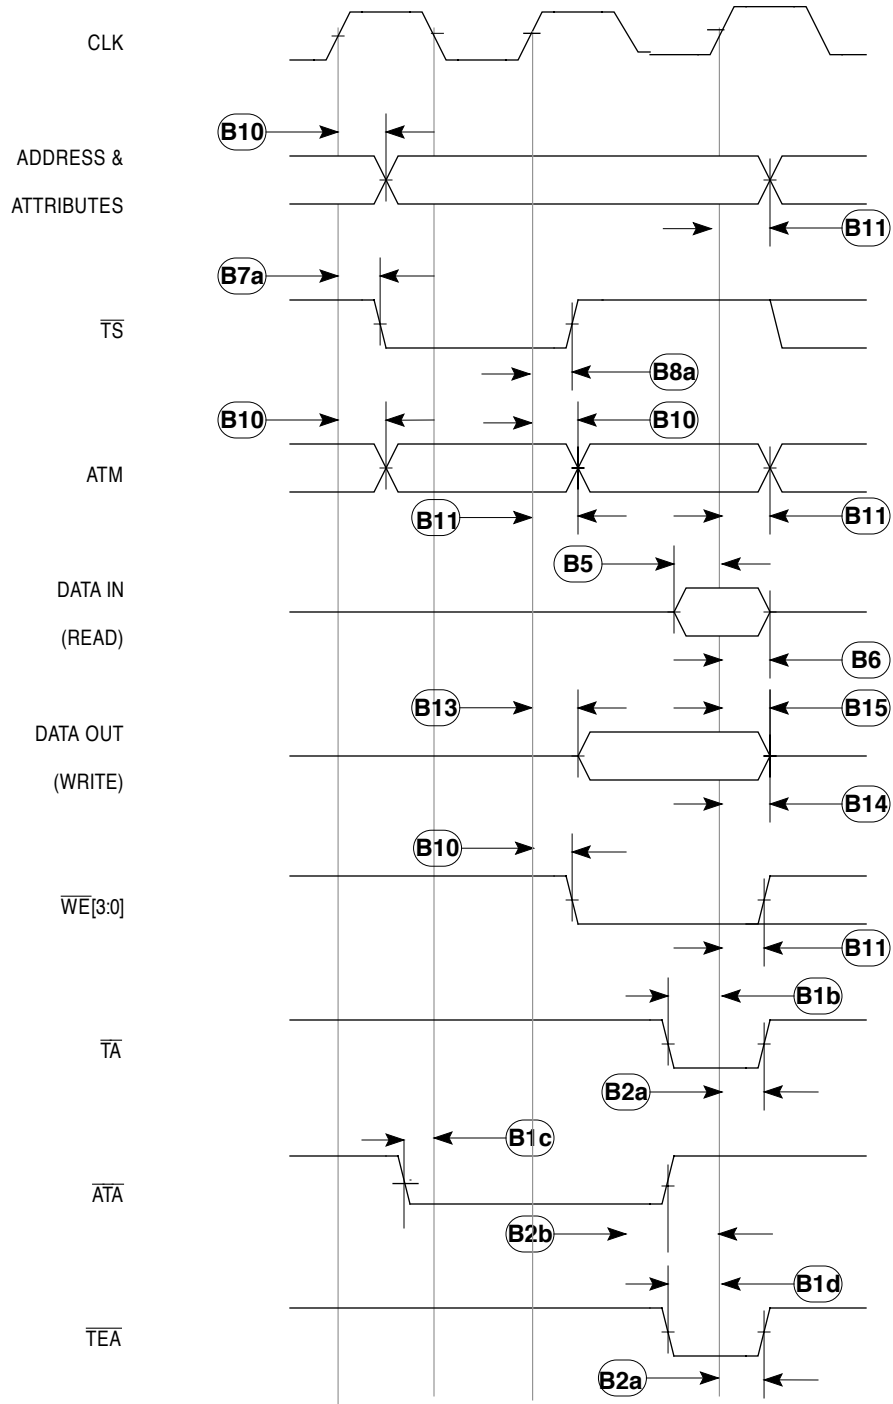 CLK
B10
ADDRESS &
ATTRIBUTES
B11
B7a
TS
B8a
B10
B10
ATM
B11
B11
B5
DATA IN
(READ)
B6
B13
B15
DATA OUT
(WRITE)
B14
B10
WE[3:0]
B11
B1b
TA
B2a
B1c
ATA
B2b
B1d
TEA
B2a